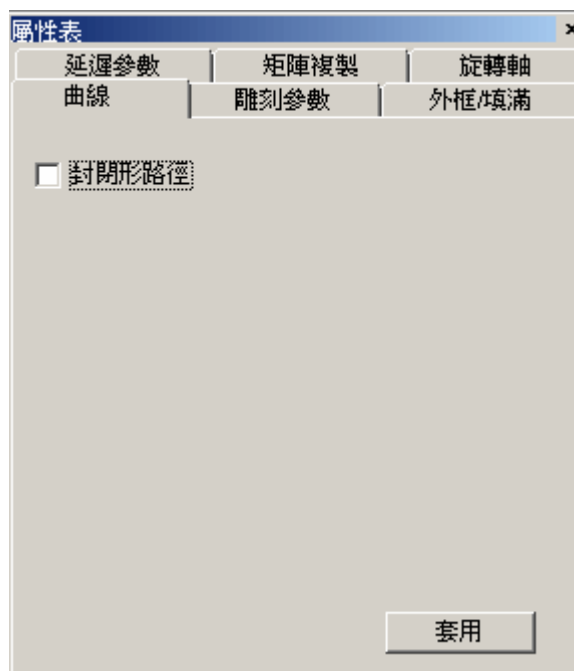 屬性表
延遲參數 矩陣複製 旋轉軸
曲線 雕刻參數 外框/填滿
封閉形路徑
套用